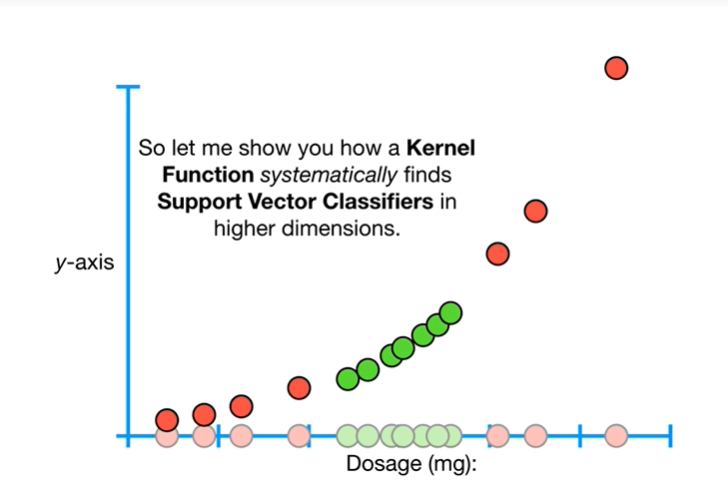 So let me show you how a Kernel
Function systematically finds
Support Vector Classifiers in
higher dimensions.
y-axis
Dosage (mg):